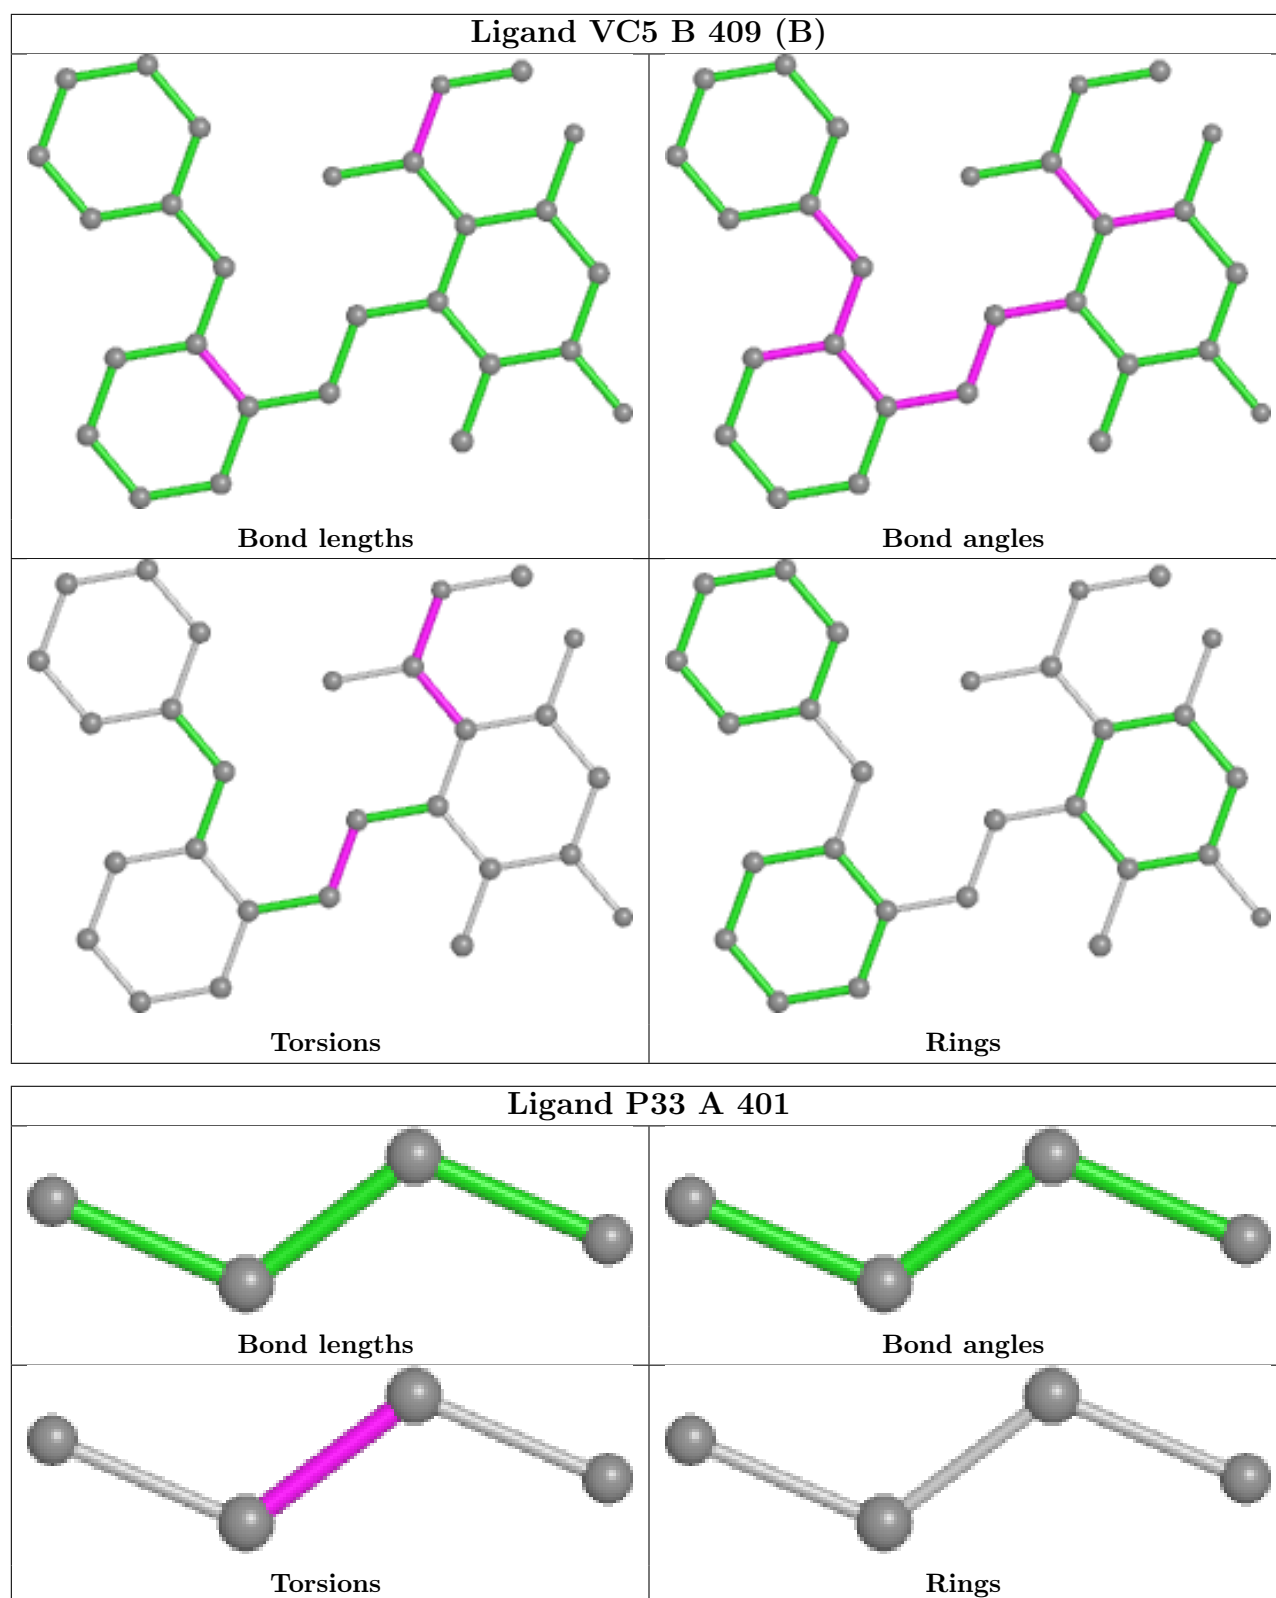 Ligand VC5 B 409 (B)
Bond lengths
Bond angles
Torsions
Rings
Ligand P33 A 401
Bond lengths
Bond angles
Torsions
Rings